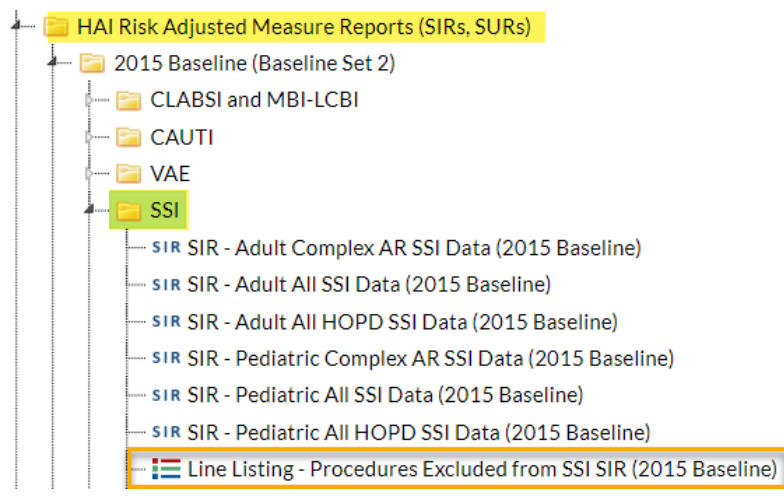 HAI Risk Adjusted Measure Reports (SIRs, SURs)
2015 Baseline (Baseline Set 2)
CLABSI and MBI-LCBI
CAUTI
VAE
SSI
SIR SIR - Adult Complex AR SSI Data (2015 Baseline)
SIR SIR - Adult All SSI Data (2015 Baseline)
SIR SIR - Adult All HOPD SSI Data (2015 Baseline)
SIR SIR - Pediatric Complex AR SSI Data (2015 Baseline)
SIR SIR - Pediatric All SSI Data (2015 Baseline)
SIR SIR - Pediatric All HOPD SSI Data (2015 Baseline)
Line Listing - Procedures Excluded from SSI SIR (2015 Baseline)